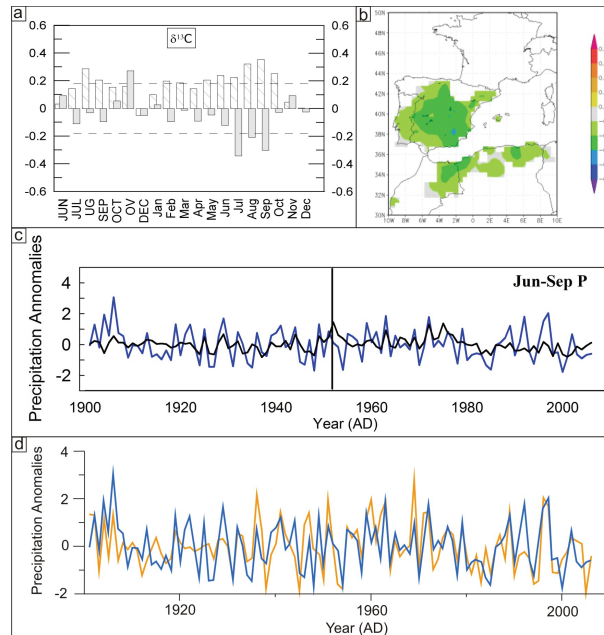 a
δ¹³C
0.6
0.4
0.2
0.0
-0.2
-0.4
-0.6
0.6
0.4
0.2
0.0
-0.2
-0.4
-0.6
JUN
JUL
UG
SEP
OCT
OV
DEC
Jan
Feb
Mar
Apr
May
Jun
Jul
Aug
Sep
Oct
Nov
Dec
b
50N
48N
46N
44N
42N
40N
38N
36N
34N
32N
30N
10W 8W 6W 4W 2W 0 2E 4E 6E 8E 10E
c
Jun-Sep P
Precipitation Annomalies
4
2
0
-2
1900 1920 1940 1960 1980 2000
Year (AD)
d
Precipitation Anomalies
4
2
0
-2
1920 1960 2000
Year (AD)